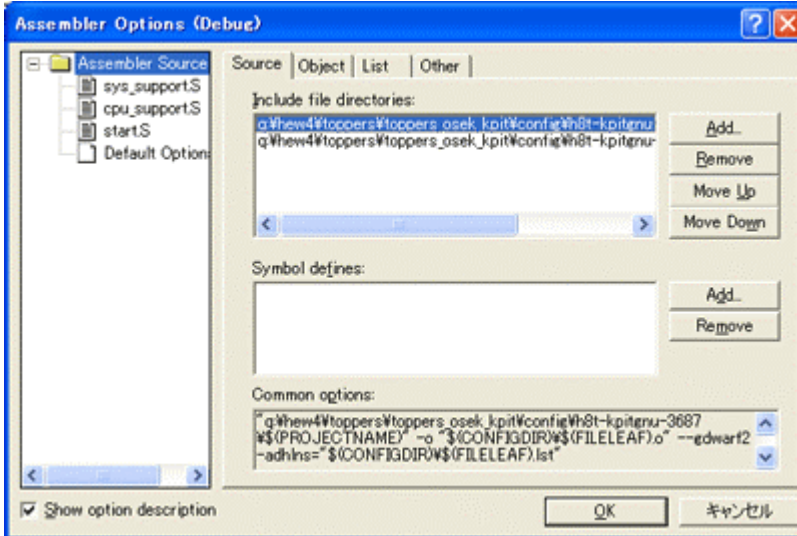 Assembler Options (Debug)
Assembler Source
sys_support.S
cpu_support.S
start.S
Default Option
Source
Object
List
Other
Include file directories:
q:¥hew4¥toppers¥toppers_osek_kpit¥config¥h8t-kpitgnu
q:¥hew4¥toppers¥toppers_osek_kpit¥config¥h8t-kpitgnu-
Add...
Remove
Move Up
Move Down
Symbol defines:
Add...
Remove
Common options:
"q:¥hew4¥toppers¥toppers_osek_kpit¥config¥h8t-kpitgnu-3687
¥$(PROJECTNAME)" -o "$(CONFIGDIR)¥$(FILELEAF).o" --gdwarf2
-adhlns="$(CONFIGDIR)¥$(FILELEAF).lst"
Show option description
OK
キャンセル